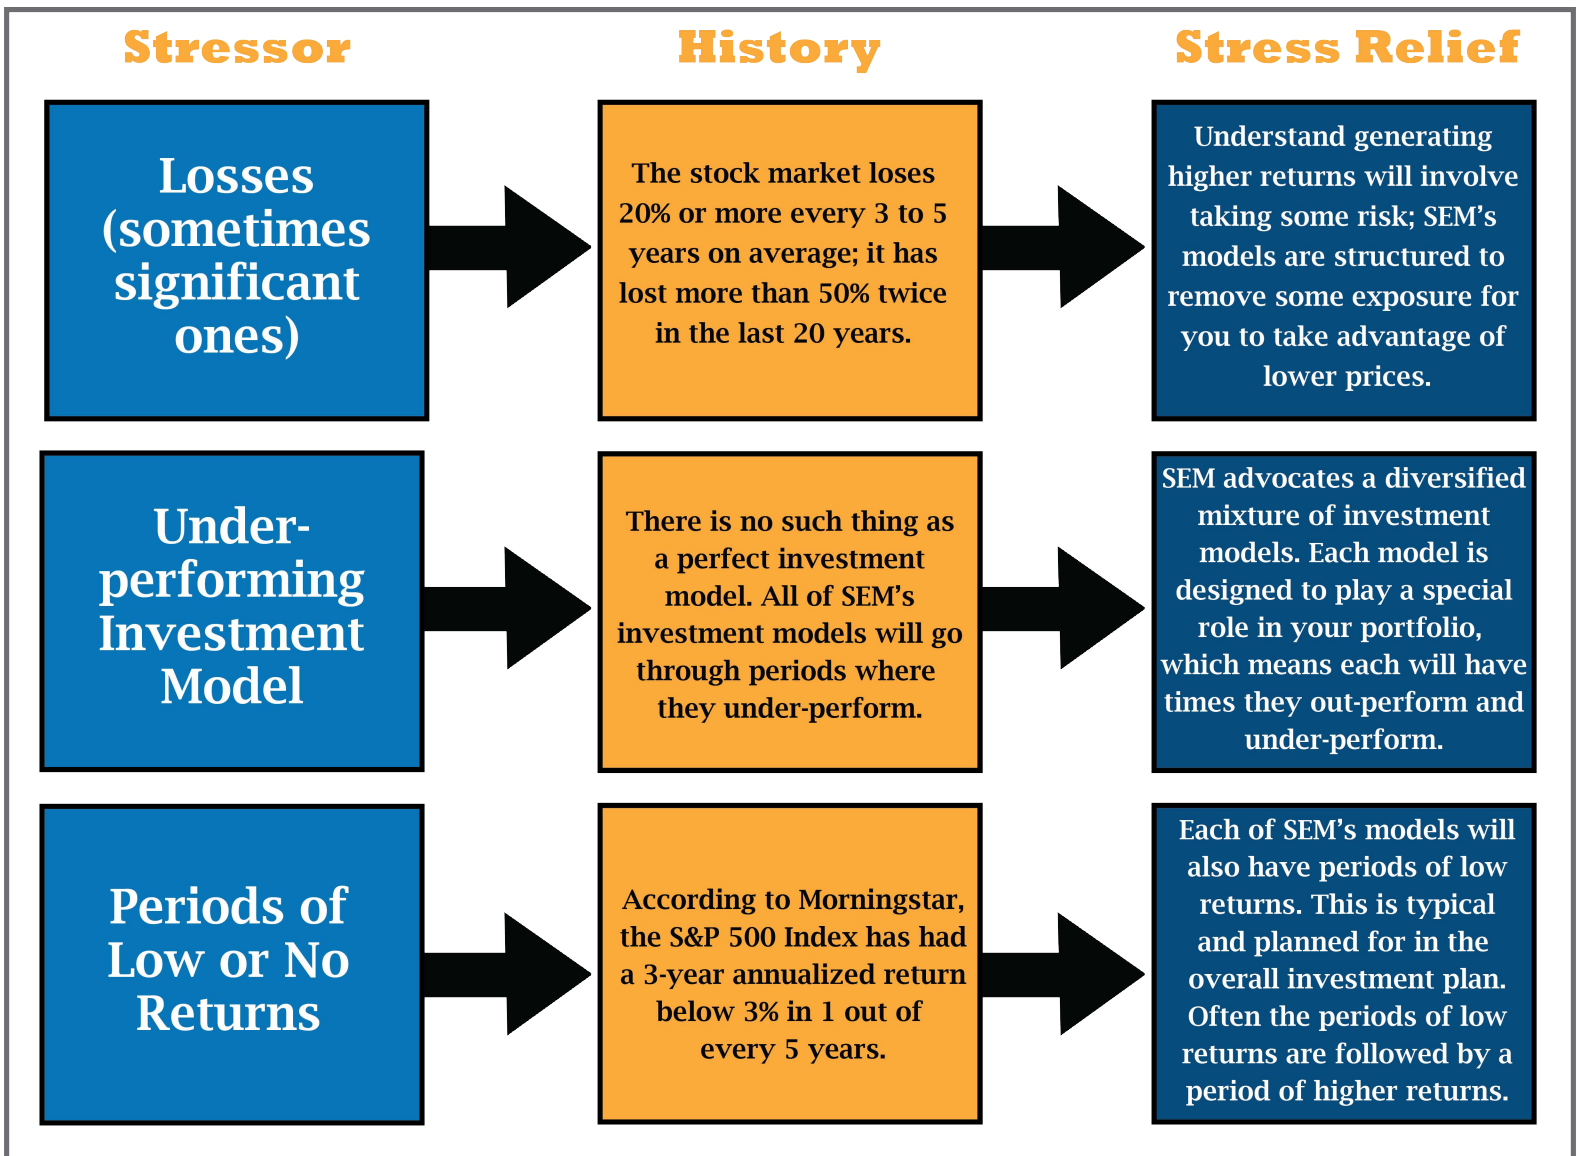 Stressor
History
Stress Relief
Losses
(sometimes
significant
ones)
The stock market loses
20% or more every 3 to 5
years on average; it has
lost more than 50% twice
in the last 20 years.
Understand generating
higher returns will involve
taking some risk; SEM’s
models are structured to
remove some exposure for
you to take advantage of
lower prices.
Under-
performing
Investment
Model
There is no such thing as
a perfect investment
model. All of SEM’s
investment models will go
through periods where
they under-perform.
SEM advocates a diversified
mixture of investment
models. Each model is
designed to play a special
role in your portfolio,
which means each will have
times they out-perform and
under-perform.
Periods of
Low or No
Returns
According to Morningstar,
the S&P 500 Index has had
a 3-year annualized return
below 3% in 1 out of
every 5 years.
Each of SEM’s models will
also have periods of low
returns. This is typical
and planned for in the
overall investment plan.
Often the periods of low
returns are followed by a
period of higher returns.